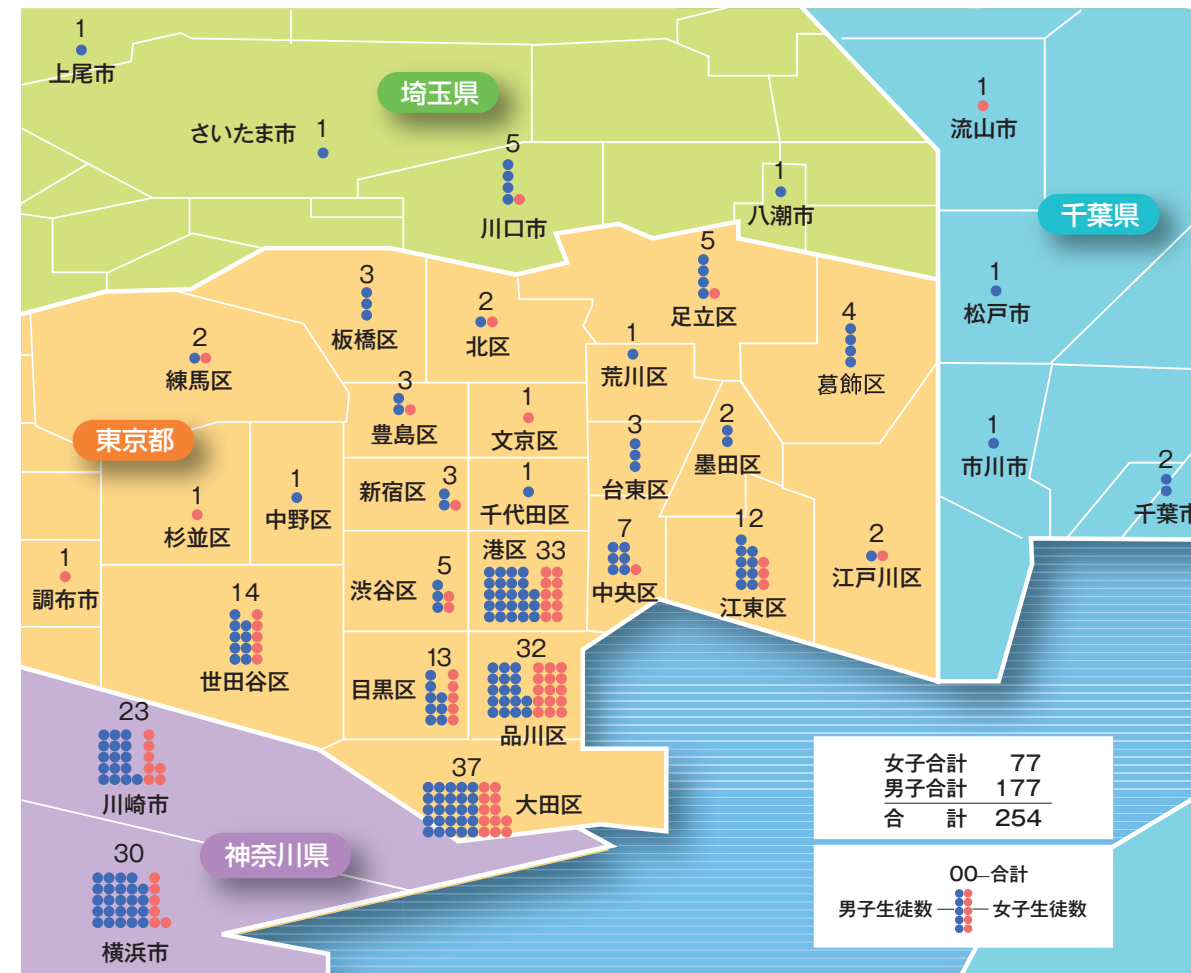 1
上尾市
埼玉県
さいたま市
1
5
川口市
1
八潮市
1
流山市
千葉県
1
松戸市
1
市川市
2
千葉市
3
板橋区
2
北区
5
足立区
4
葛飾区
2
練馬区
1
荒川区
東京都
3
豊島区
1
文京区
3
台東区
2
墨田区
1
杉並区
1
中野区
新宿区
3
1
千代田区
1
調布市
14
世田谷区
渋谷区
5
港区 33
7
中央区
12
江東区
2
江戸川区
目黒区
13
32
品川区
37
大田区
23
川崎市
神奈川県
30
横浜市
女子合計 77
男子合計 177
合 計 254
00 合計
男子生徒数
女子生徒数